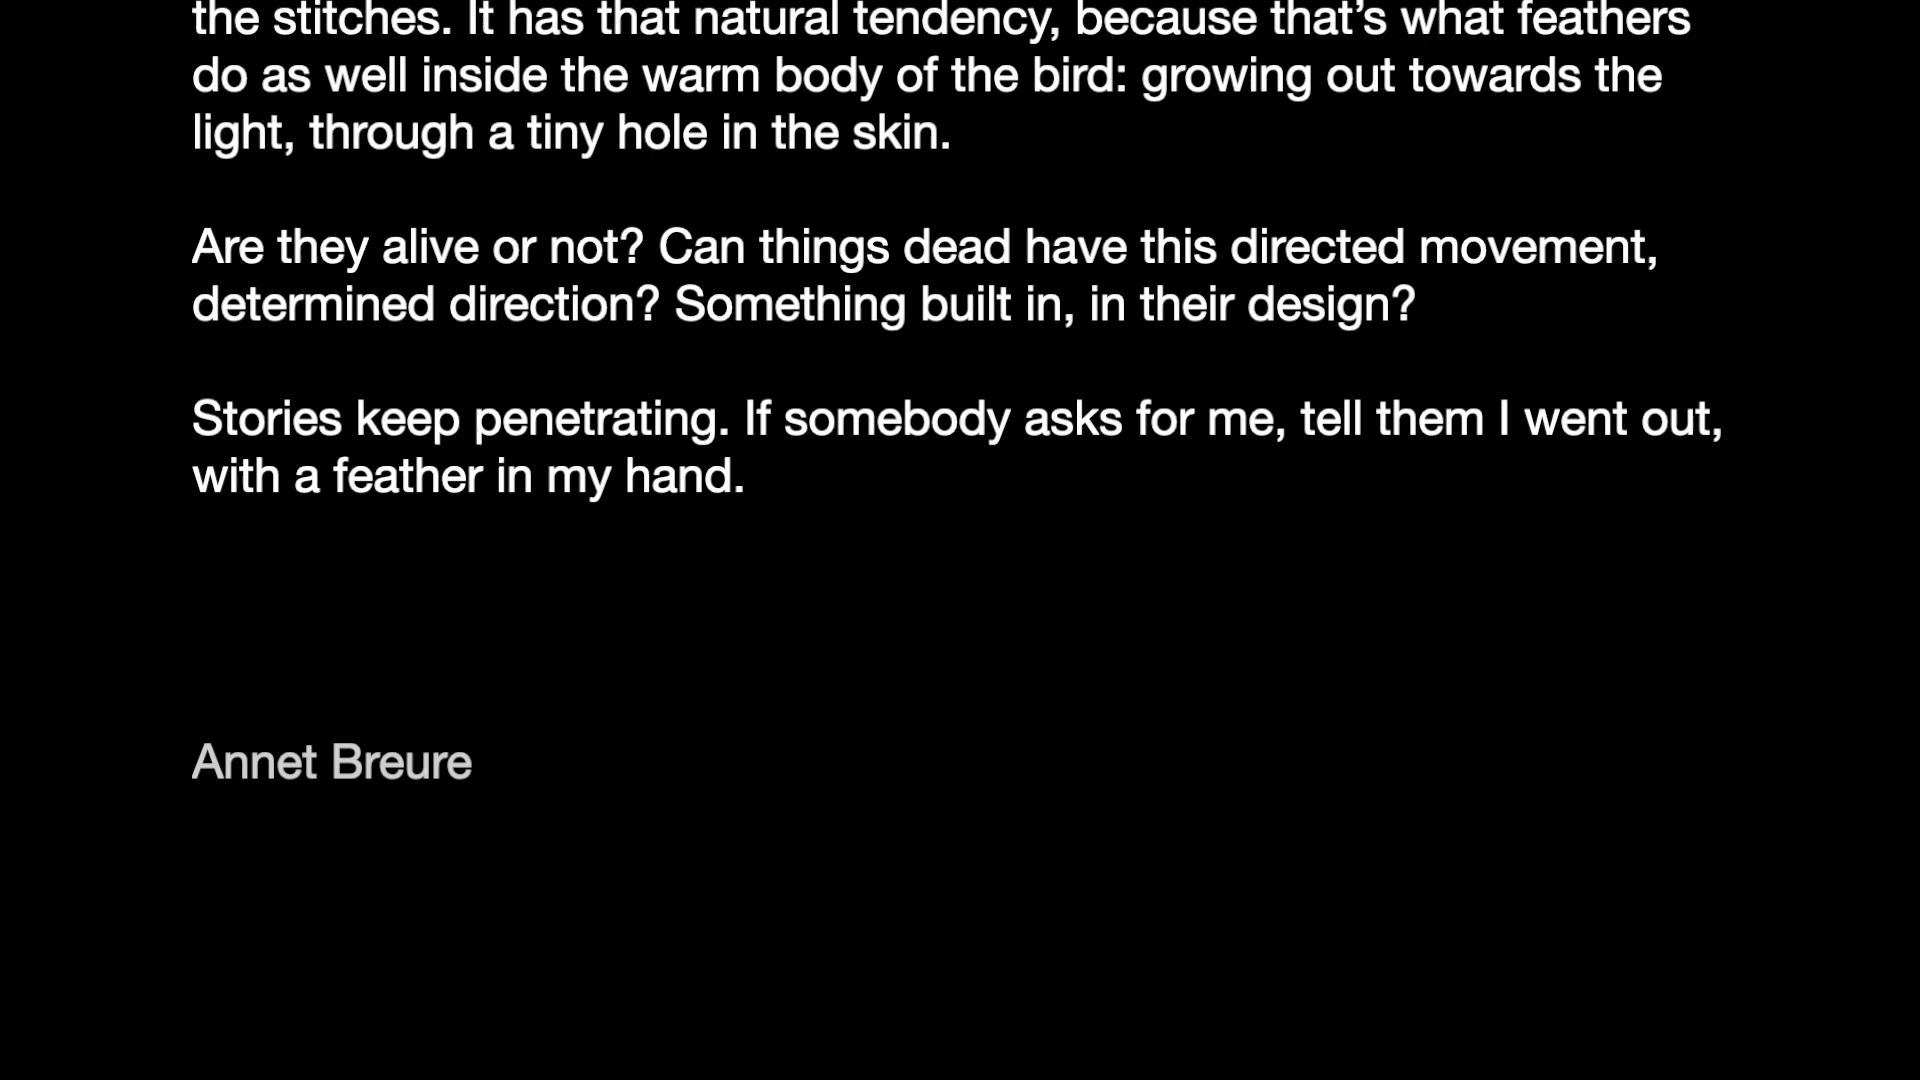 the stitches. It has that natural tendency, because that’s what feathers
do as well inside the warm body of the bird: growing out towards the
light, through a tiny hole in the skin.
Are they alive or not? Can things dead have this directed movement,
determined direction? Something built in, in their design?
Stories keep penetrating. If somebody asks for me, tell them I went out,
with a feather in my hand.
Annet Breure